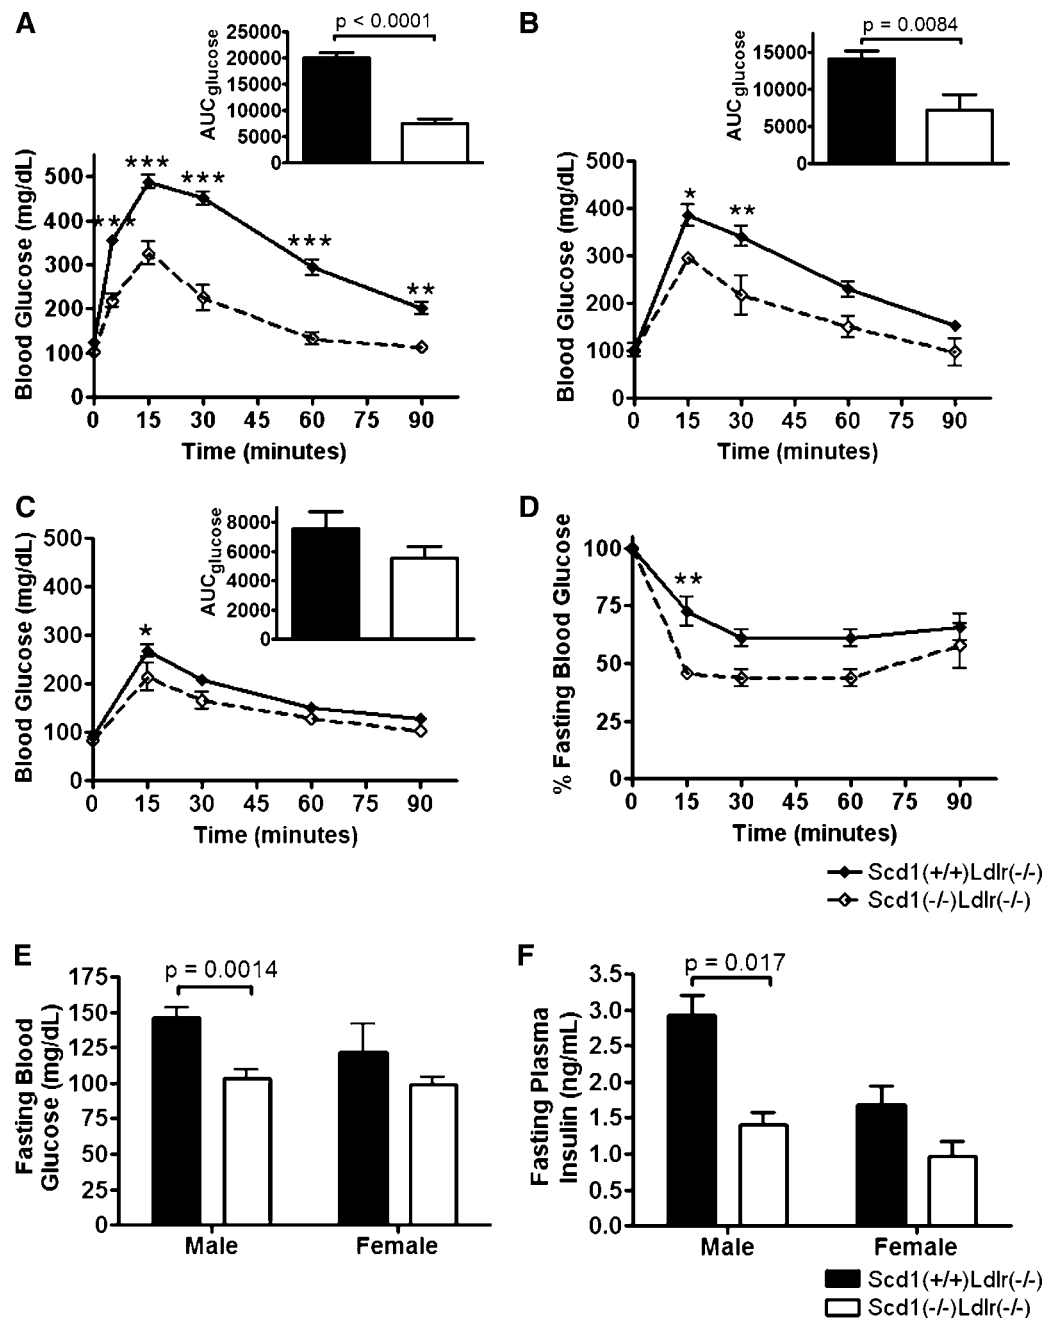 A
p < 0.0001
AUCglucose
25000
20000
15000
10000
5000
0
Blood Glucose (mg/dL)
500
400
300
200
100
0
***
***
***
***
**
0 15 30 45 60 75 90
Time (minutes)
B
p = 0.0084
AUCglucose
15000
10000
5000
0
Blood Glucose (mg/dL)
500
400
300
200
100
0
*
**
0 15 30 45 60 75 90
Time (minutes)
C
AUCglucose
8000
6000
4000
2000
0
Blood Glucose (mg/dL)
500
400
300
200
100
0
*
0 15 30 45 60 75 90
Time (minutes)
D
% Fasting Blood Glucose
100
75
50
25
0
**
0 15 30 45 60 75 90
Time (minutes)
Scd1(+/+)Ldlr(-/-)
Scd1(-/-)Ldlr(-/-)
E
p = 0.0014
Fasting Blood
Glucose (mg/dL)
175
150
125
100
75
50
25
0
Male Female
F
p = 0.017
Fasting Plasma
Insulin (ng/mL)
3.5
3.0
2.5
2.0
1.5
1.0
0.5
0.0
Male Female
Scd1(+/+)Ldlr(-/-)
Scd1(-/-)Ldlr(-/-)